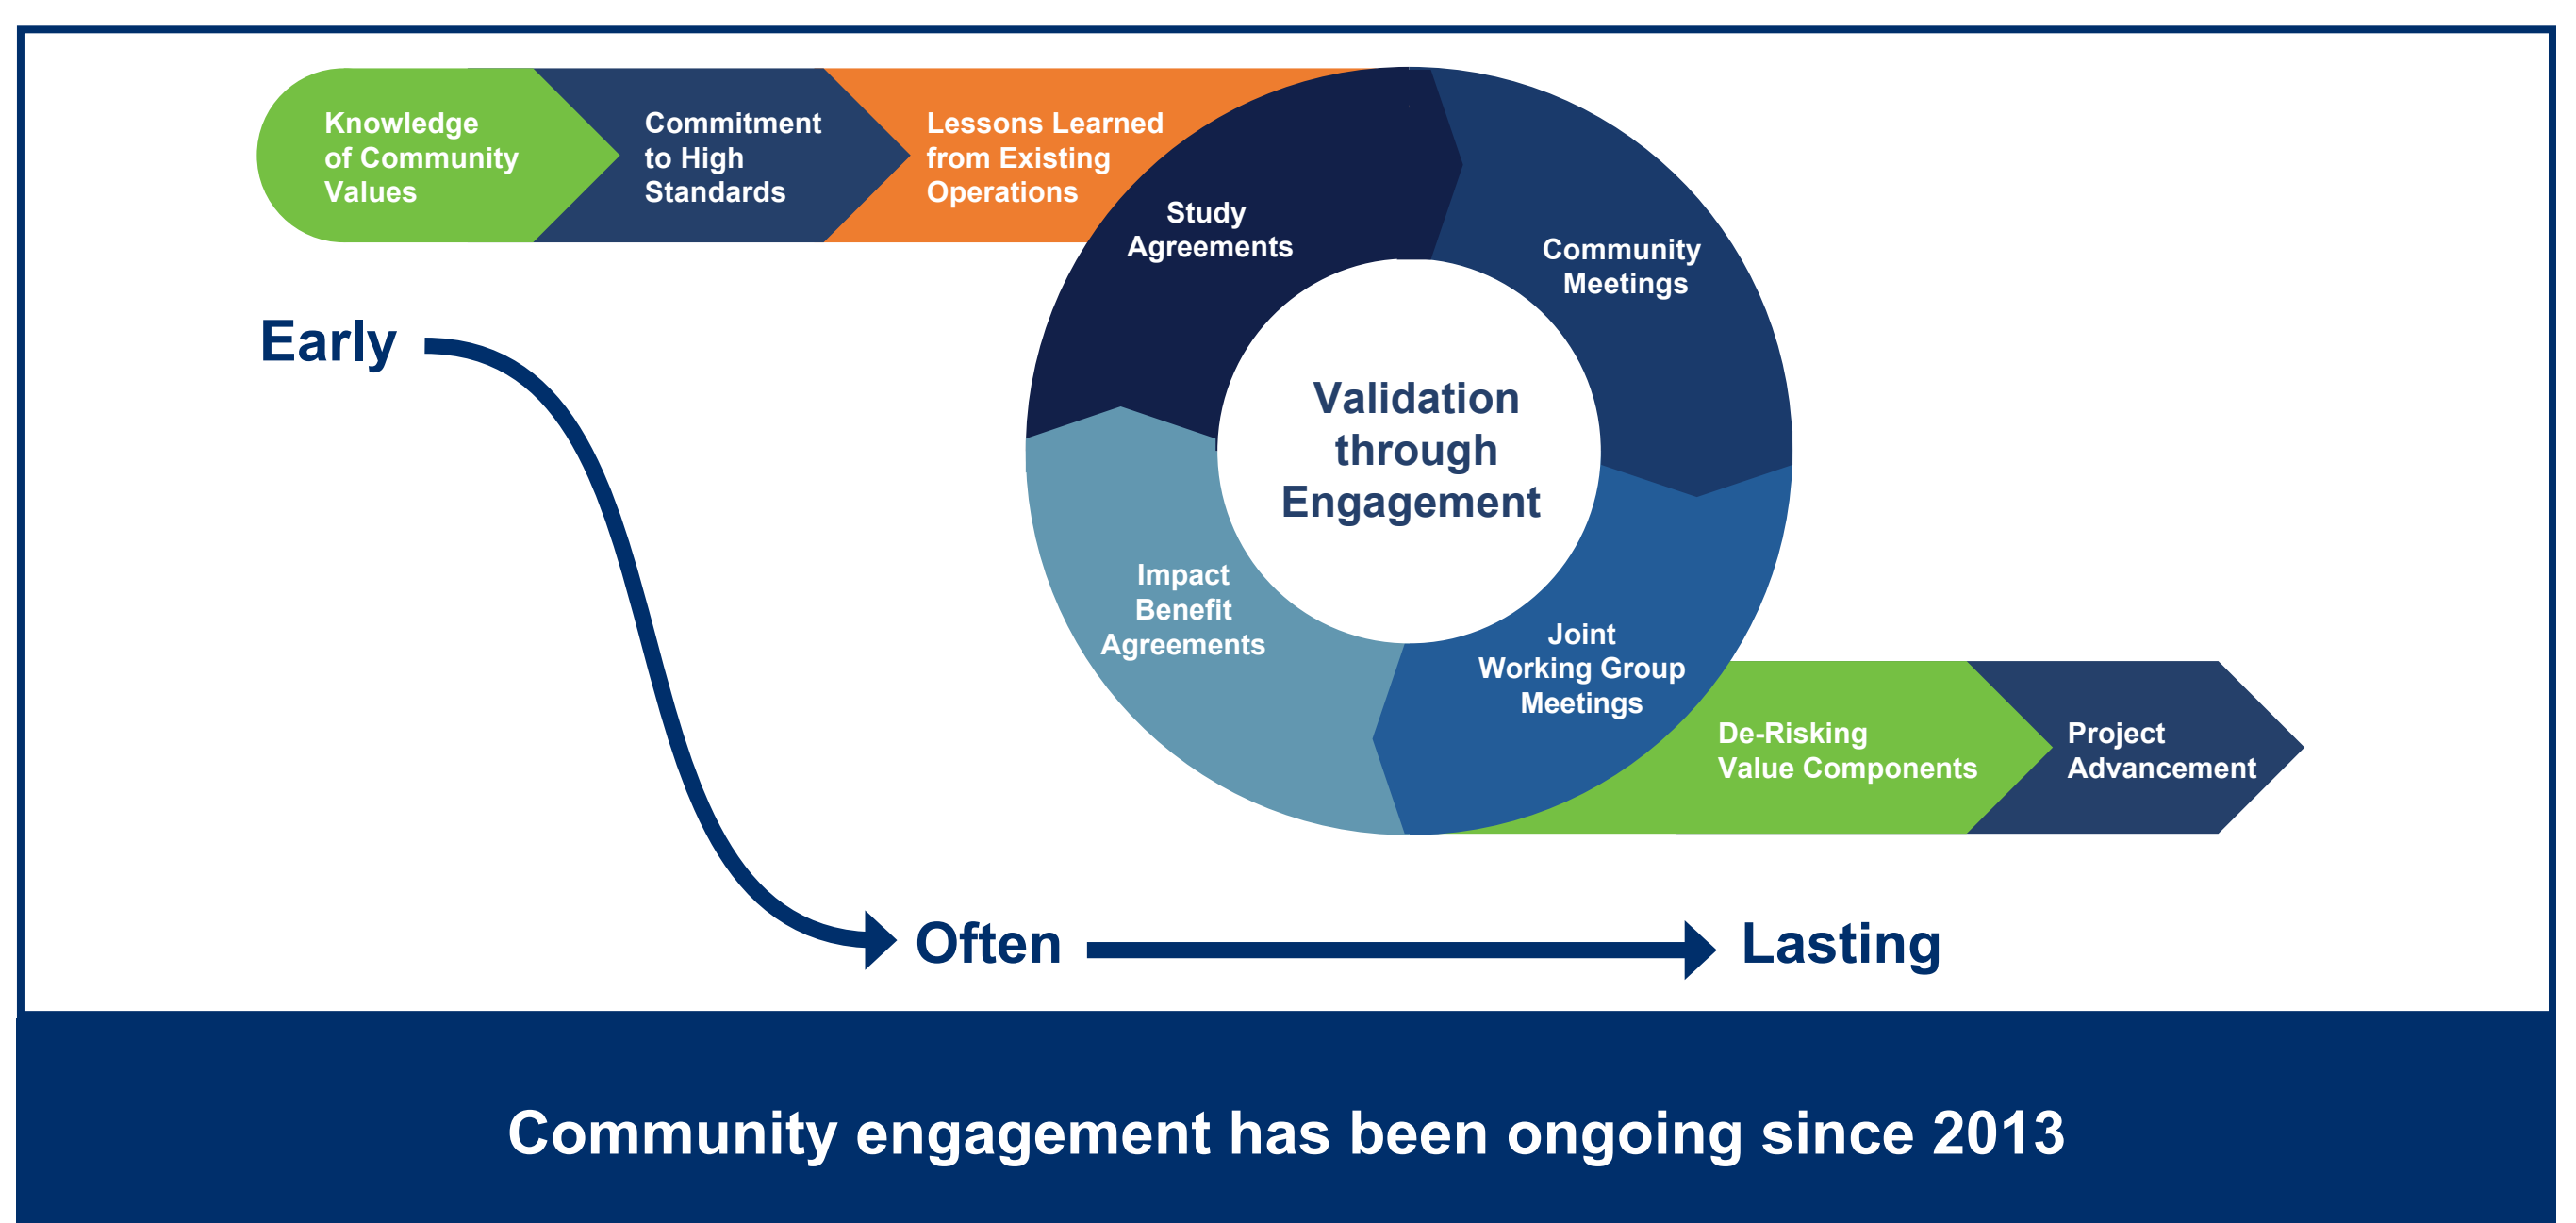 Knowledge
of Community
Values
Commitment
to High
Standards
Lessons Learned
from Existing
Operations
Study
Agreements
Community
Meetings
Early
Validation
through
Engagement
Impact
Benefit
Agreements
Joint
Working Group
Meetings
De-Risking
Value Components
Project
Advancement
Often
Lasting
Community engagement has been ongoing since 2013